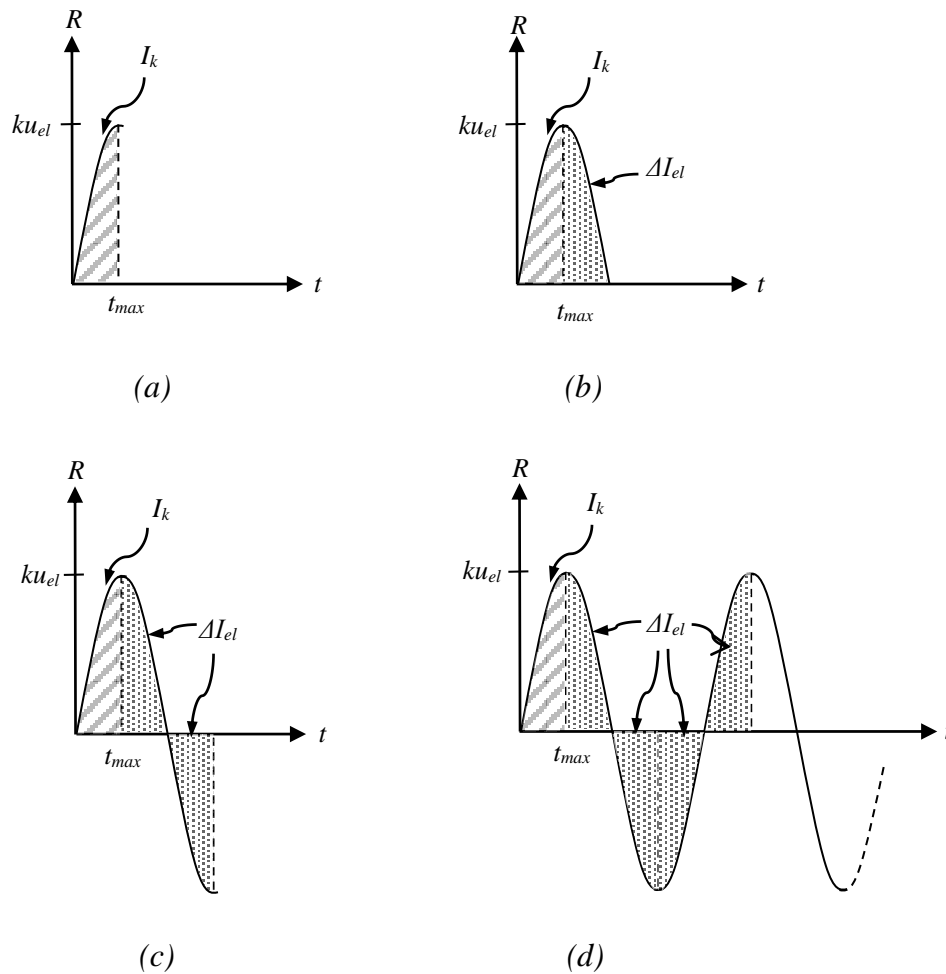 R
I_k
ku_el
t
t_max
(a)
R
I_k
ku_el
ΔI_el
t
t_max
(b)
R
I_k
ku_el
ΔI_el
t
t_max
(c)
R
I_k
ku_el
ΔI_el
t_max
(d)